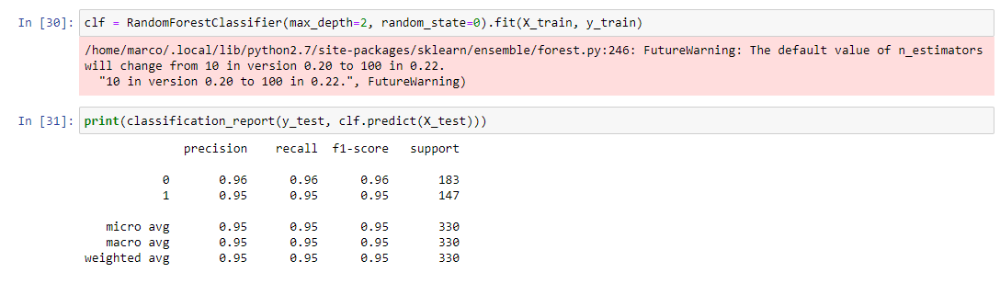 In [30]: clf = RandomForestClassifier(max_depth=2, random_state=0).fit(X_train, y_train)
/home/marco/.local/lib/python2.7/site-packages/sklearn/ensemble/forest.py:246: FutureWarning: The default value of n_estimators
will change from 10 in version 0.20 to 100 in 0.22.
"10 in version 0.20 to 100 in 0.22.", FutureWarning)
In [31]: print(classification_report(y_test, clf.predict(X_test)))
precision recall f1-score support
0 0.96 0.96 0.96 183
1 0.95 0.95 0.95 147
micro avg 0.95 0.95 0.95 330
macro avg 0.95 0.95 0.95 330
weighted avg 0.95 0.95 0.95 330